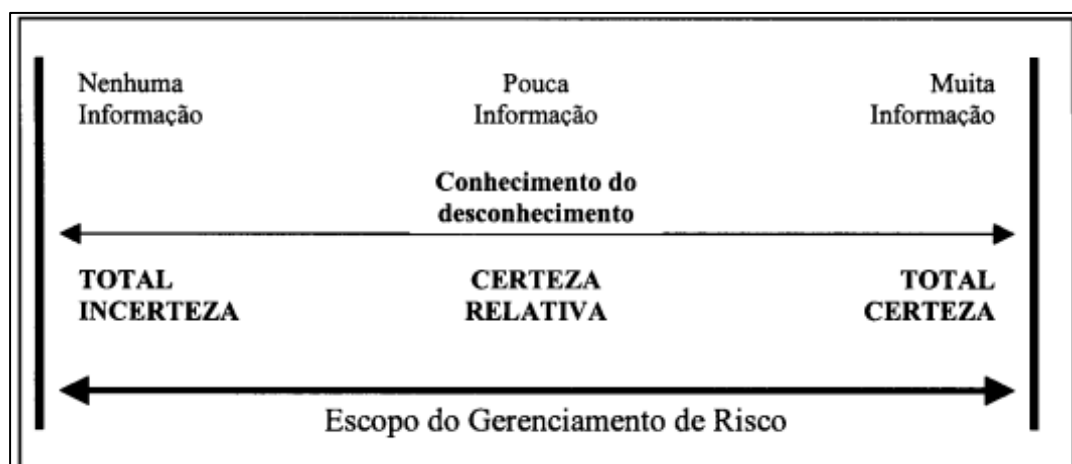 Nenhuma Pouca Muita
Informação Informação Informação
Conhecimento do
desconhecimento
TOTAL CERTEZA TOTAL
INCERTEZA RELATIVA CERTEZA
Escopo do Gerenciamento de Risco